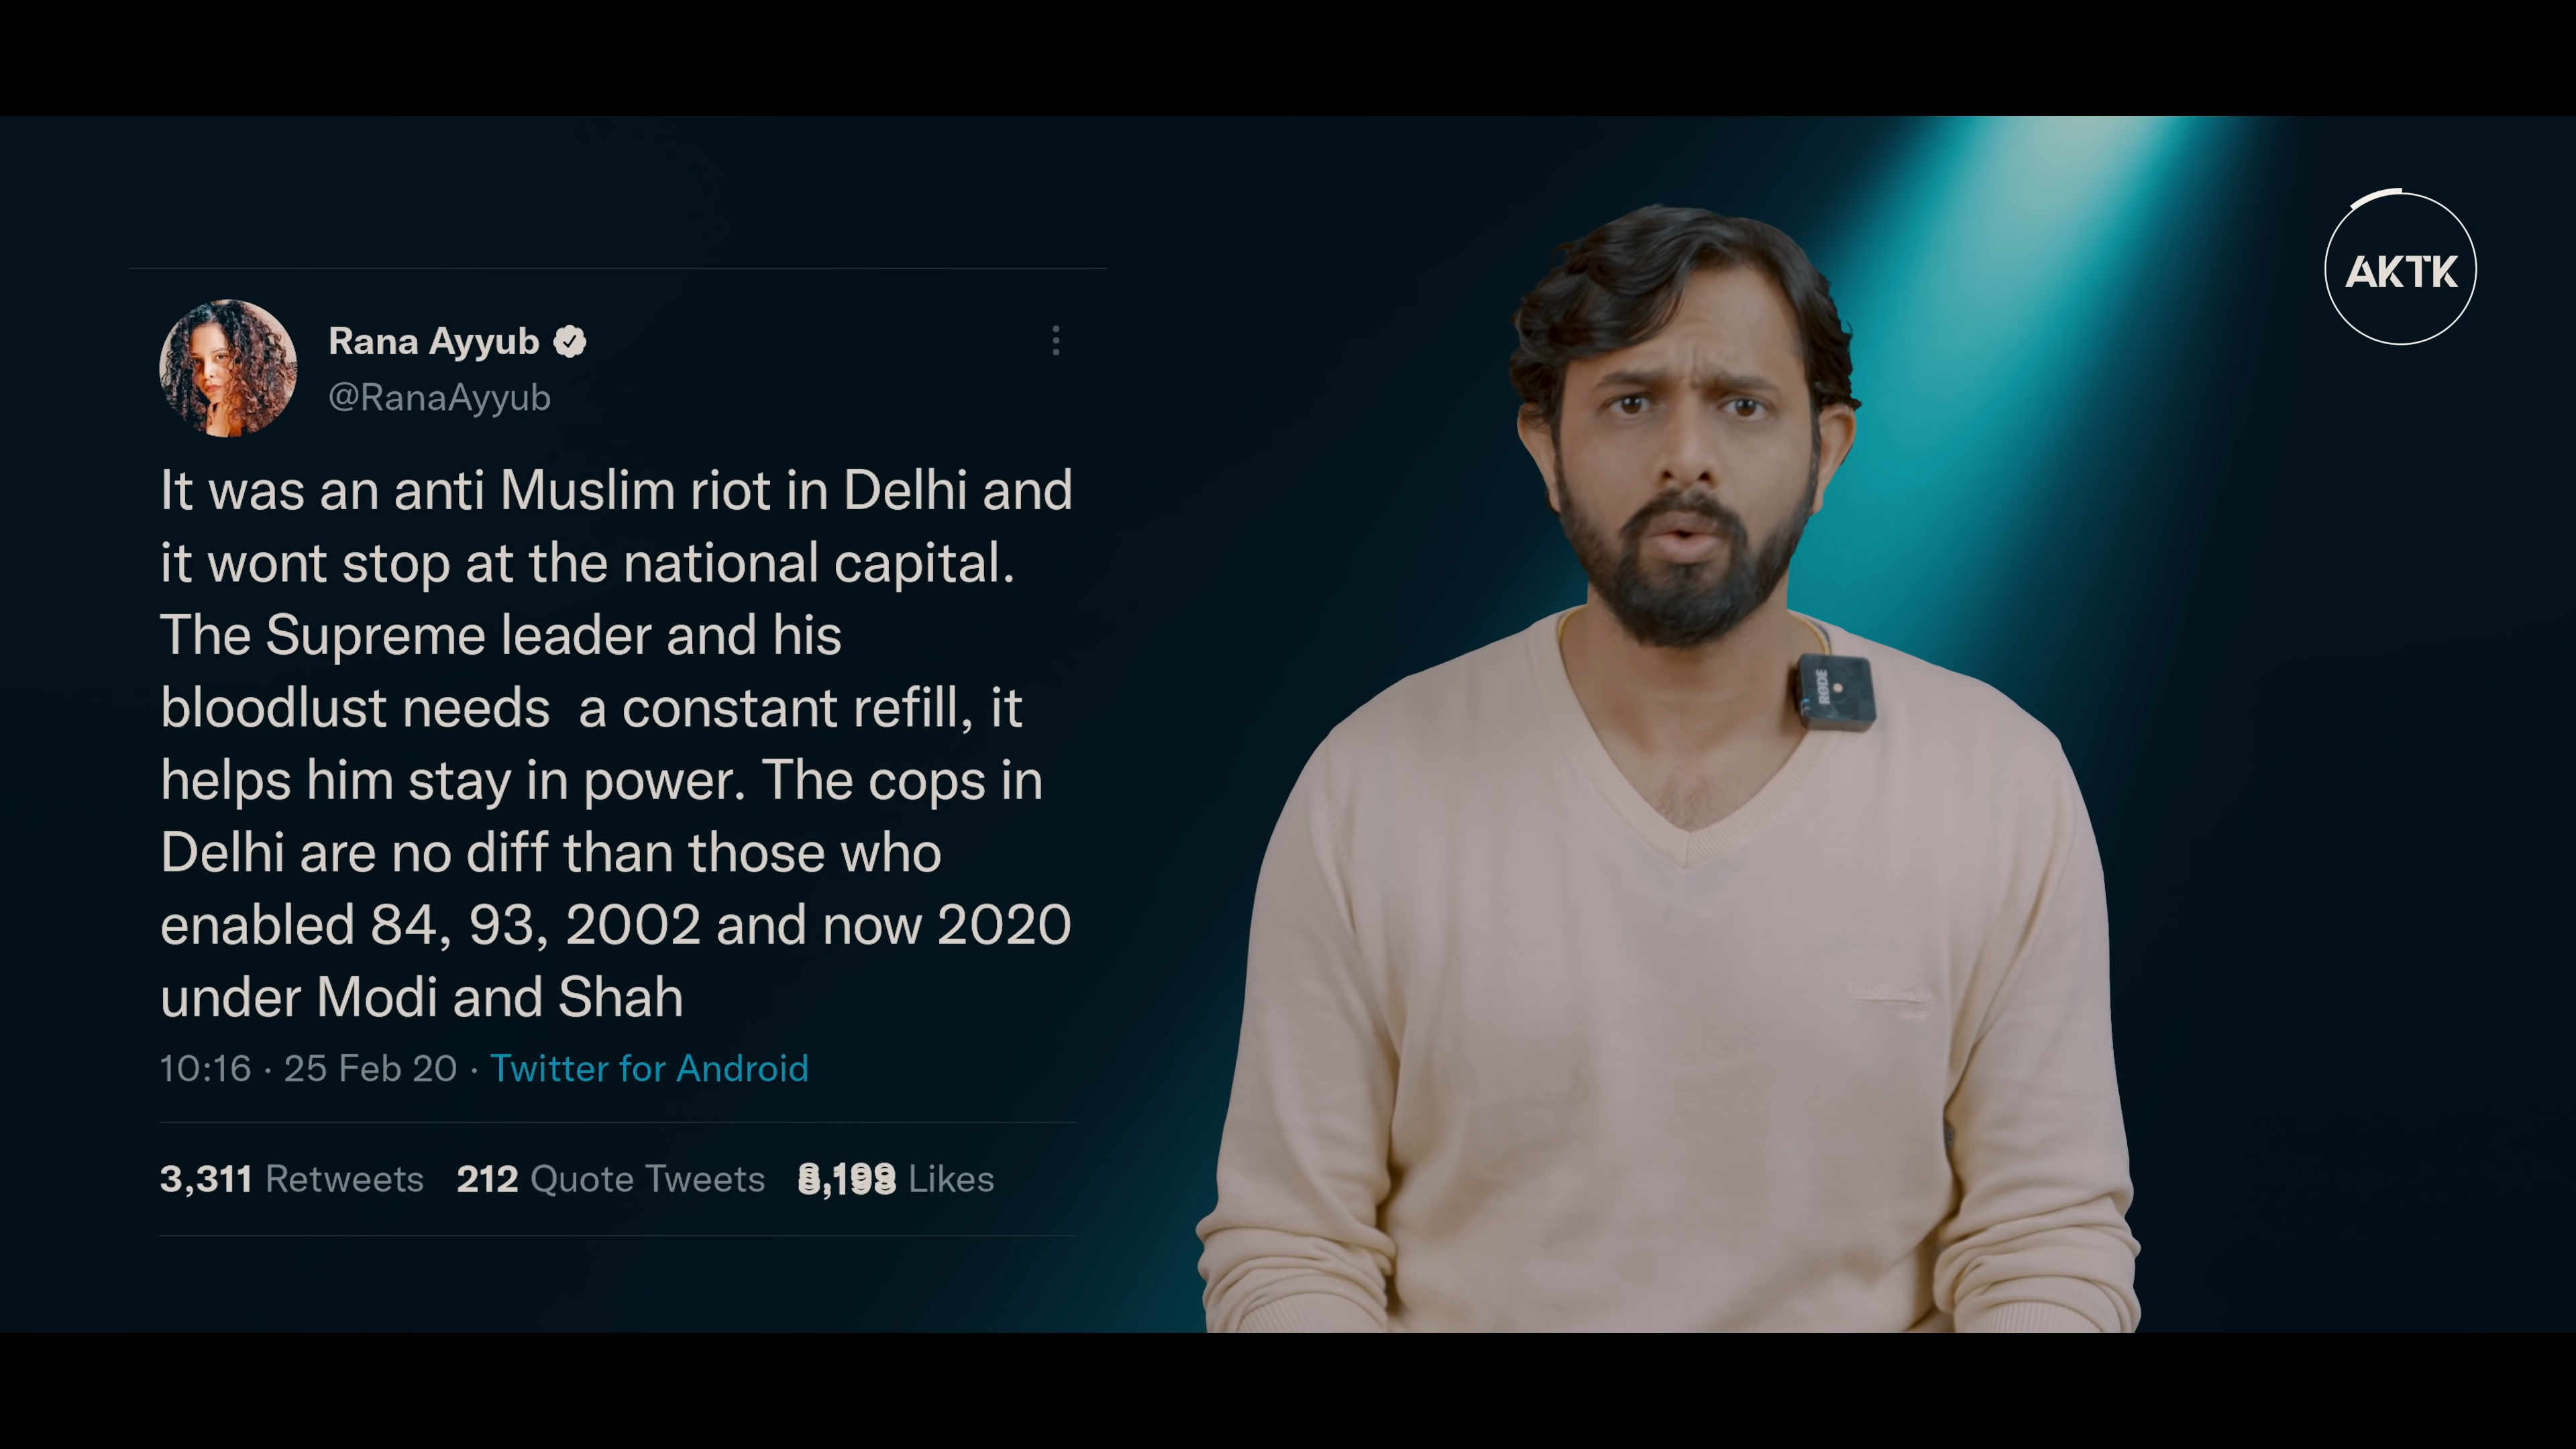 AKTK
Rana Ayyub
@RanaAyyub
It was an anti Muslim riot in Delhi and
it wont stop at the national capital.
The Supreme leader and his
bloodlust needs  a constant refill, it
helps him stay in power. The cops in
Delhi are no diff than those who
enabled 84, 93, 2002 and now 2020
under Modi and Shah
10:16 · 25 Feb 20 · Twitter for Android
3,311 Retweets 212 Quote Tweets Likes
RØDE